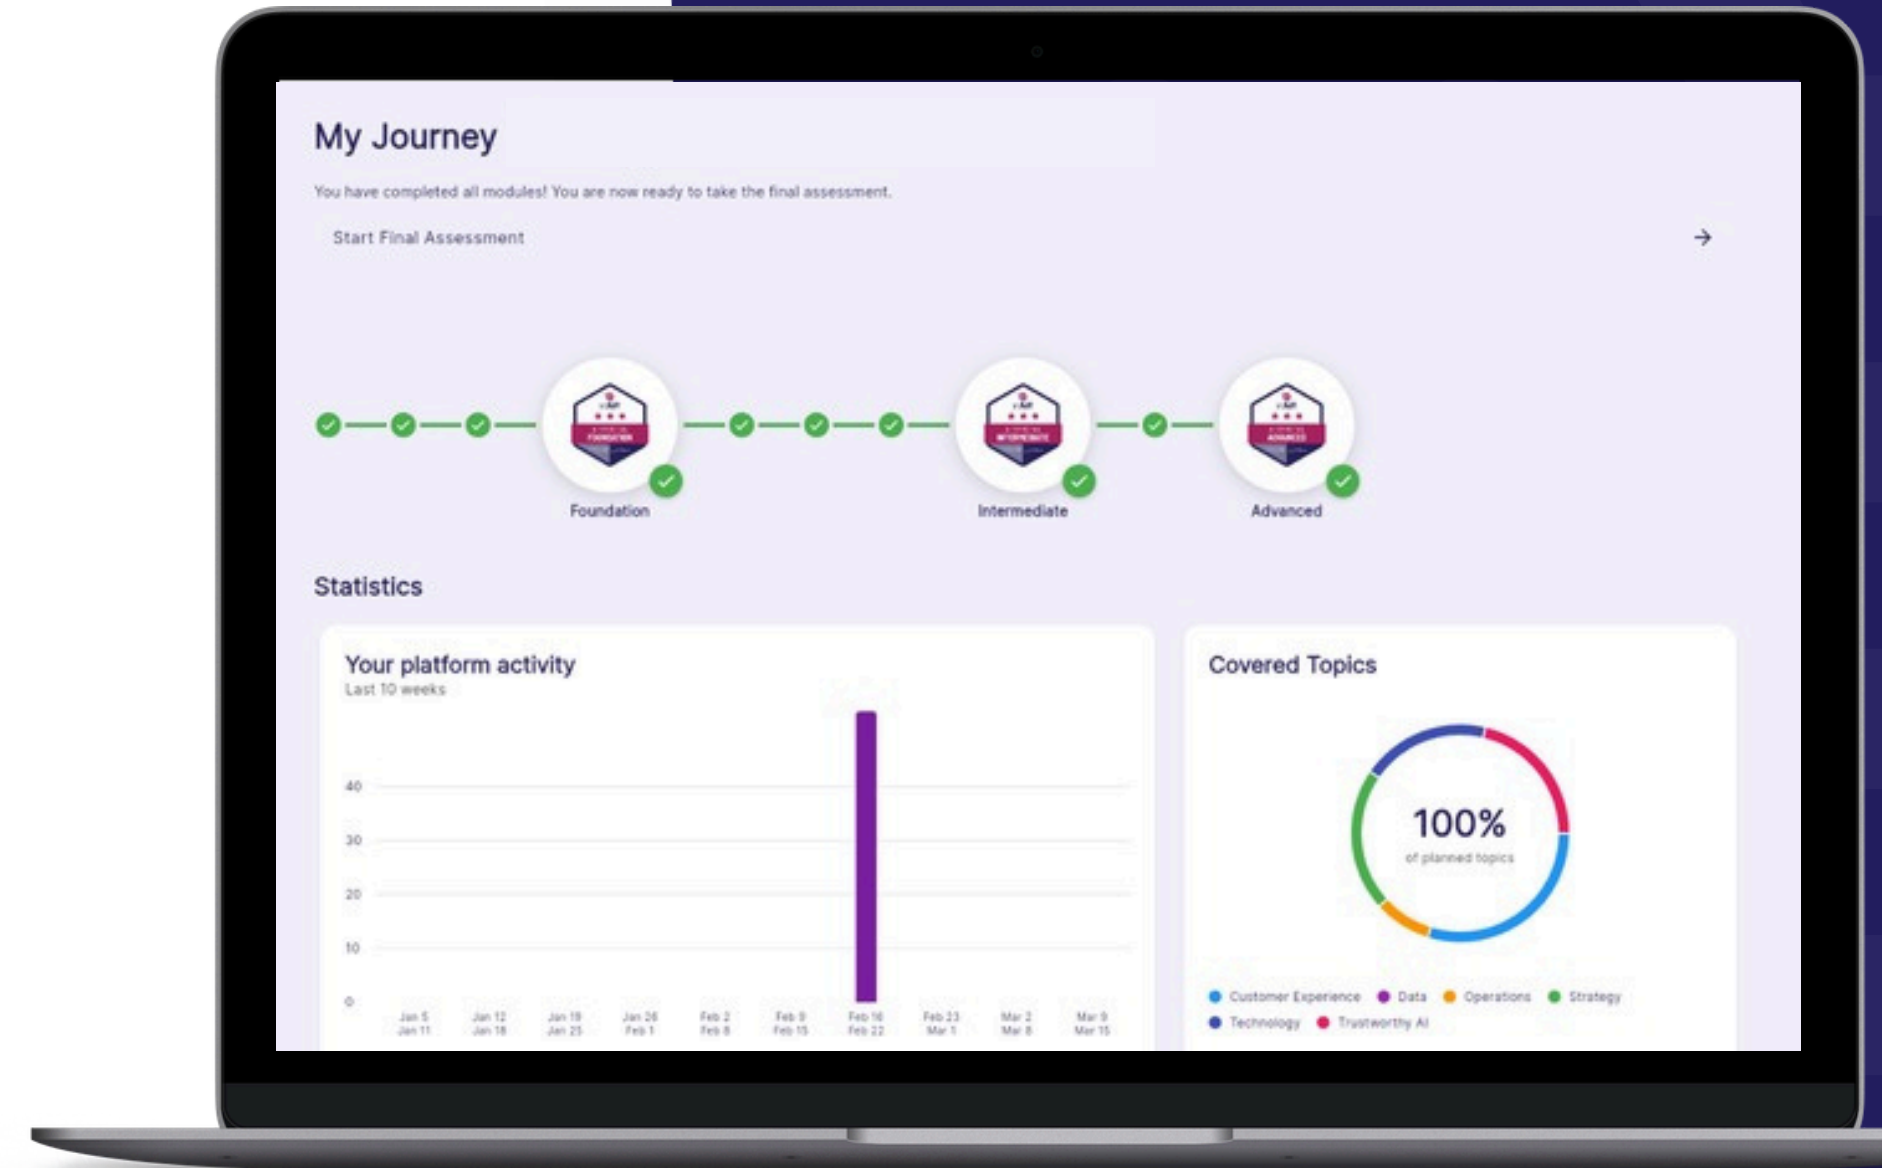 My Journey
You have completed all modules! You are now ready to take the final assessment.
Start Final Assessment
FOUNDATION
INTERMEDIATE
ADVANCED
Foundation
Intermediate
Advanced
Statistics
Your platform activity
Last 10 weeks
40
30
20
10
0
Jan 5 Jan 12 Jan 19 Jan 26 Feb 2 Feb 9 Feb 16 Feb 23 Mar 2 Mar 9
Jan 11 Jan 18 Jan 25 Feb 1 Feb 8 Feb 15 Feb 22 Mar 1 Mar 8 Mar 15
Covered Topics
100%
of planned topics
Customer Experience Data Operations Strategy
Technology Trustworthy AI